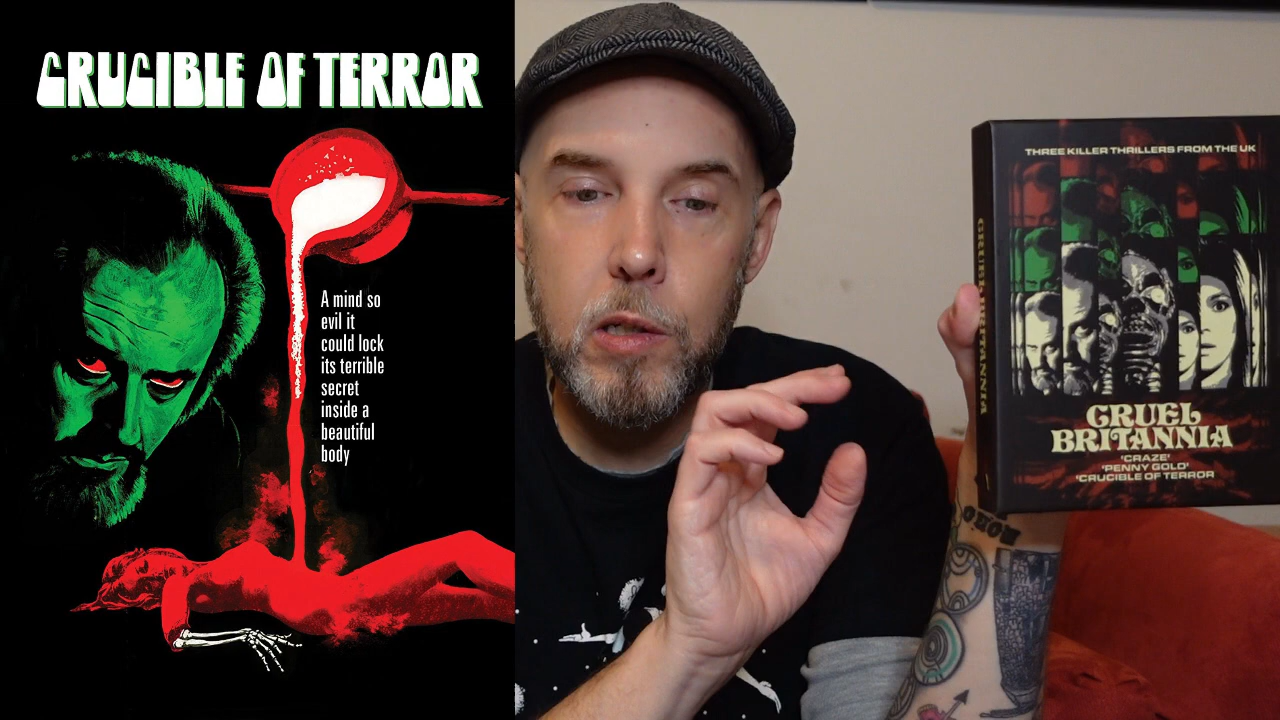 CRUCIBLE OF TERROR
A mind so
evil it
could lock
its terrible
secret
inside a
beautiful
body
THREE KILLER THRILLERS FROM THE UK
CRUEL BRITANNIA
CRUEL
BRITANNIA
'CRAZE'
'PENNY GOLD'
'CRUCIBLE OF TERROR